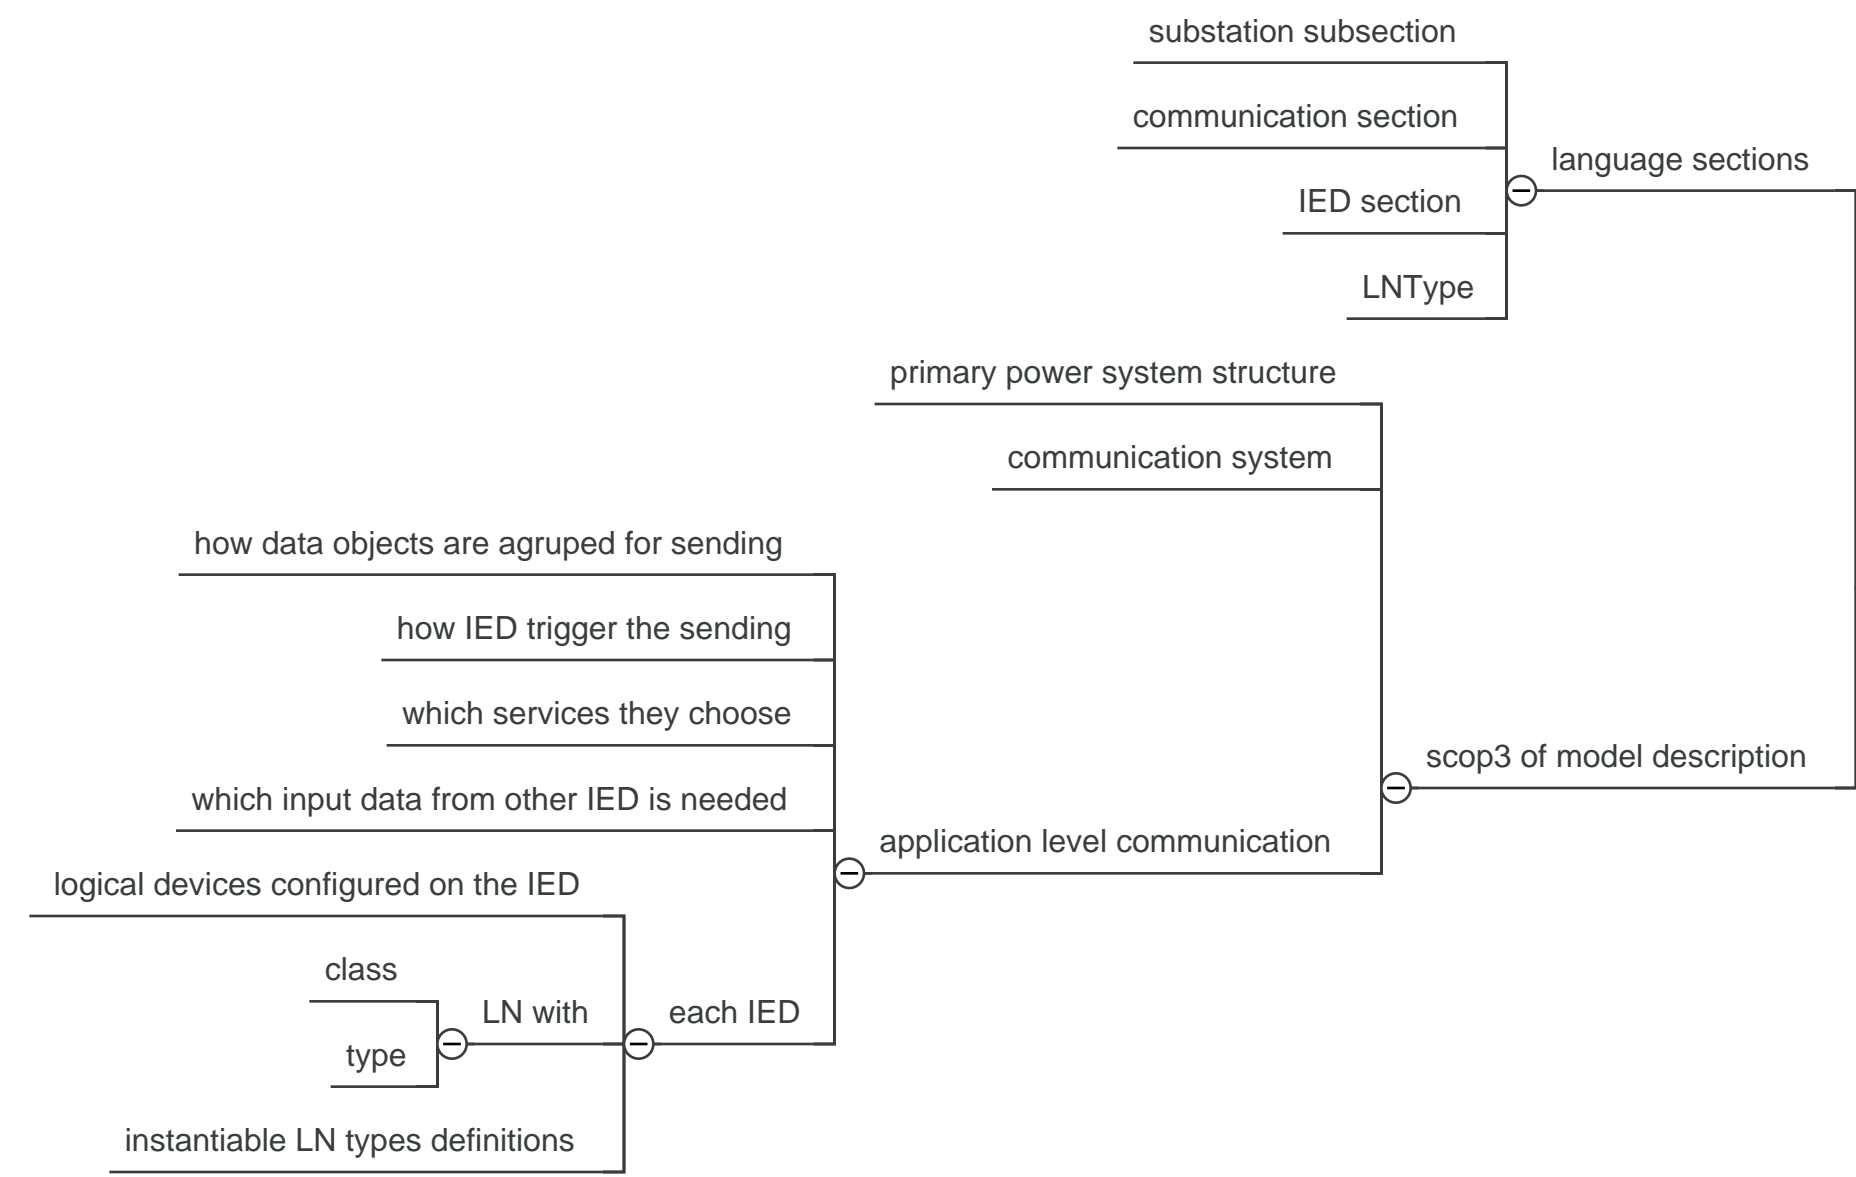 substation subsection
communication section
language sections
IED section
LNType
primary power system structure
communication system
how data objects are agruped for sending
how IED trigger the sending
which services they choose
scop3 of model description
which input data from other IED is needed
application level communication
logical devices configured on the IED
class
LN with
each IED
type
instantiable LN types definitions